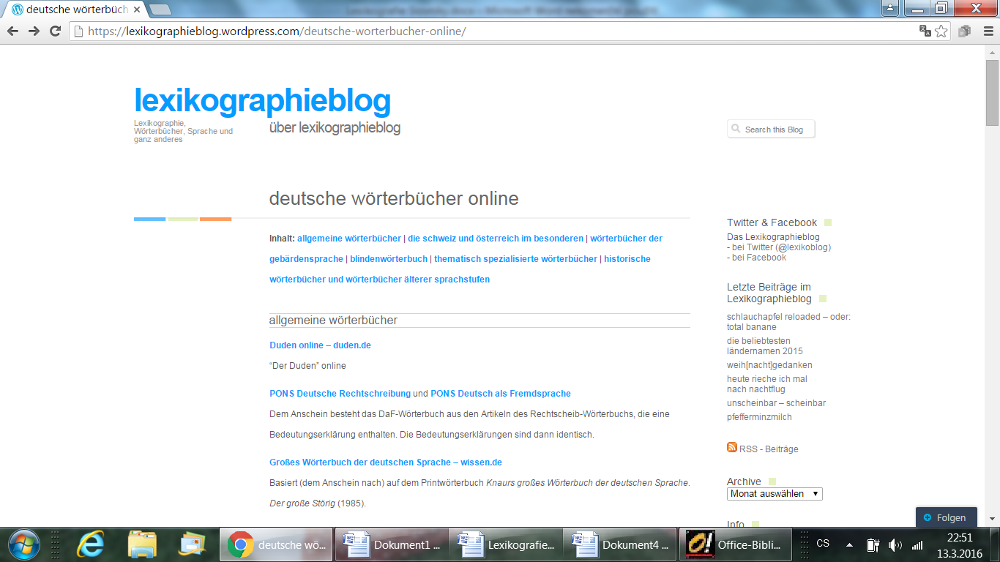 deutsche wörterbüch
https://lexikographieblog.wordpress.com/deutsche-worterbucher-online/
lexikographieblog
Lexikographie,
Wörterbücher, Sprache und
ganz anderes
über lexikographieblog
Search this Blog
deutsche wörterbücher online
Inhalt: allgemeine wörterbücher | die schweiz und österreich im besonderen | wörterbücher der
gebärdensprache | blindenwörterbuch | thematisch spezialisierte wörterbücher | historische
wörterbücher und wörterbücher älterer sprachstufen
allgemeine wörterbücher
Duden online – duden.de
“Der Duden” online
PONS Deutsche Rechtschreibung und PONS Deutsch als Fremdsprache
Dem Anschein besteht das DaF-Wörterbuch aus den Artikeln des Rechtscheib-Wörterbuchs, die eine
Bedeutungserklärung enthalten. Die Bedeutungserklärungen sind dann identisch.
Großes Wörterbuch der deutschen Sprache – wissen.de
Basiert (dem Anschein nach) auf dem Printwörterbuch Knaurs großes Wörterbuch der deutschen Sprache.
Der große Störig (1985).
Twitter & Facebook
Das Lexikographieblog
- bei Twitter (@lexikoblog)
- bei Facebook
Letzte Beiträge im
Lexikographieblog
schlauchapfel reloaded – oder:
total banane
die beliebtesten
ländernamen 2015
weih[nacht]gedanken
heute rieche ich mal
nach nachtflug
unscheinbar – scheinbar
pfefferminzmilch
RSS - Beiträge
Archive
Monat auswählen
Info
Folgen
deutsche wö...
Dokument1 ...
Lexikografie...
Dokument4 ...
O!
Office-Bibli...
CS
22:51
13.3.2016